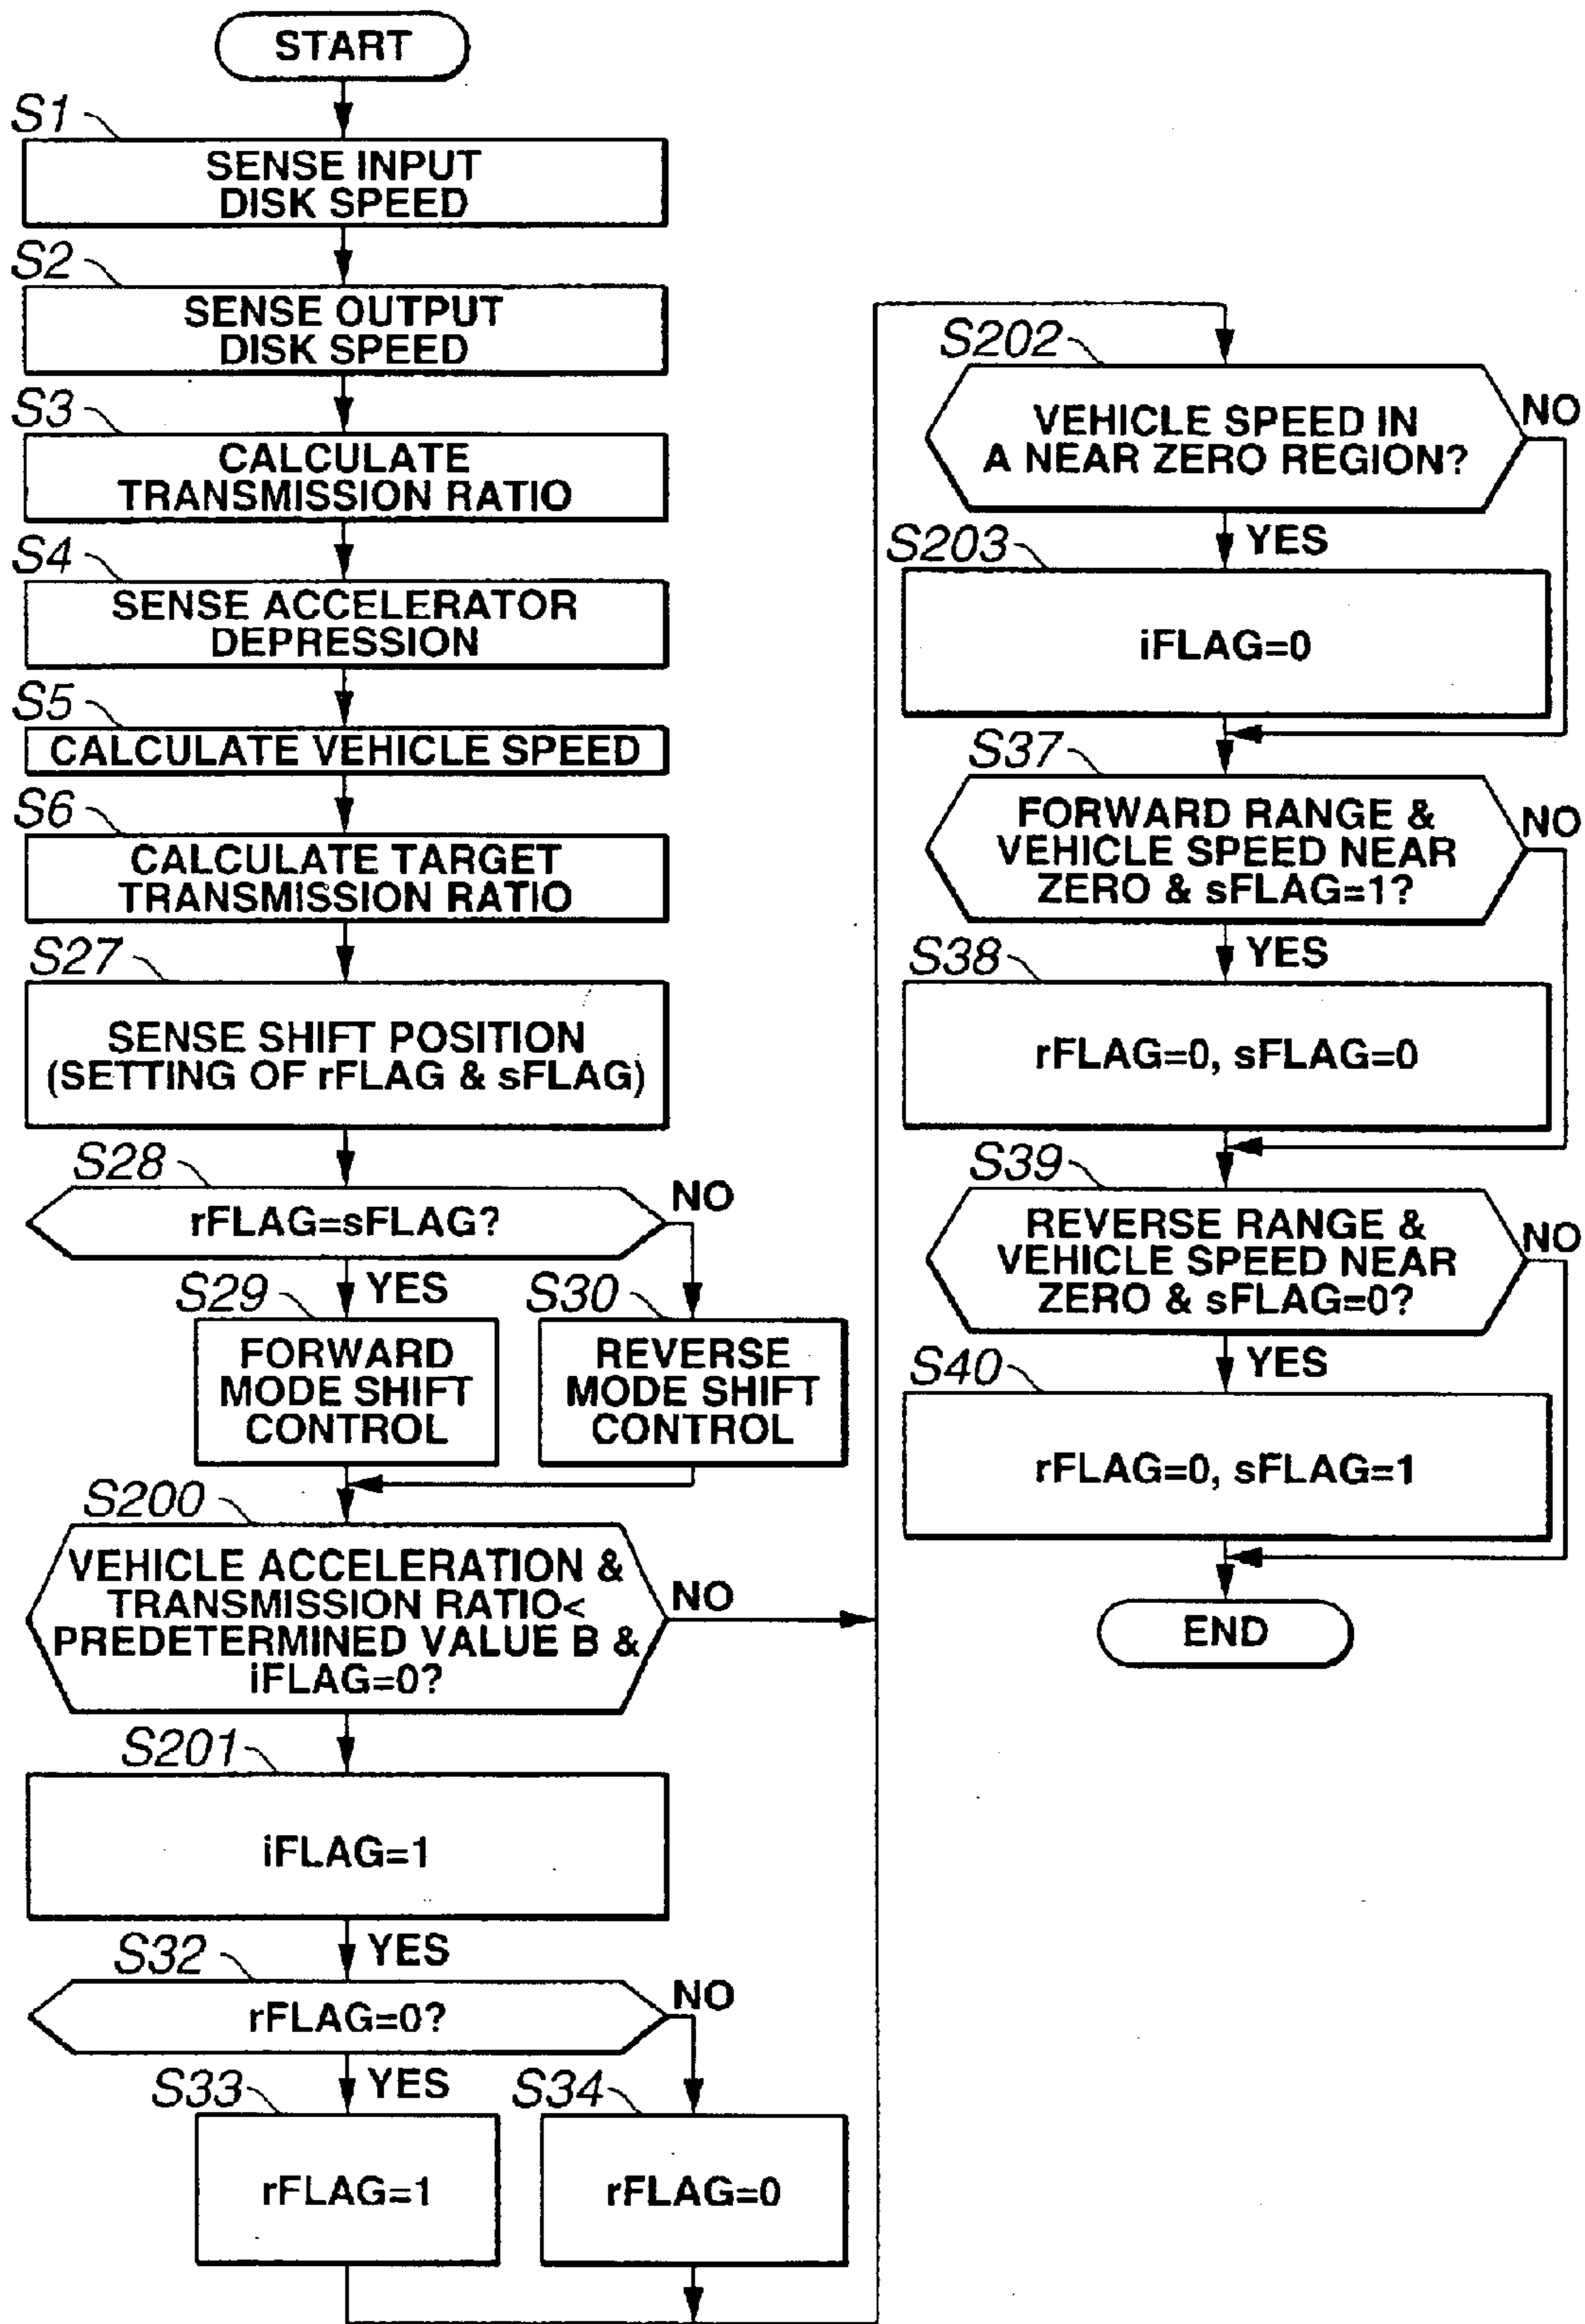 START
S1
SENSE INPUT
DISK SPEED
S2
SENSE OUTPUT
DISK SPEED
S3
CALCULATE
TRANSMISSION RATIO
S4
SENSE ACCELERATOR
DEPRESSION
S5
CALCULATE VEHICLE SPEED
S6
CALCULATE TARGET
TRANSMISSION RATIO
S27
SENSE SHIFT POSITION
(SETTING OF rFLAG & sFLAG)
S28
rFLAG=sFLAG?
NO
YES
S29
FORWARD
MODE SHIFT
CONTROL
S30
REVERSE
MODE SHIFT
CONTROL
S200
VEHICLE ACCELERATION &
TRANSMISSION RATIO<
PREDETERMINED VALUE B &
iFLAG=0?
NO
S201
iFLAG=1
YES
S32
rFLAG=0?
NO
YES
S33
rFLAG=1
S34
rFLAG=0
S202
VEHICLE SPEED IN
A NEAR ZERO REGION?
NO
YES
S203
iFLAG=0
S37
FORWARD RANGE &
VEHICLE SPEED NEAR
ZERO & sFLAG=1?
NO
YES
S38
rFLAG=0, sFLAG=0
S39
REVERSE RANGE &
VEHICLE SPEED NEAR
ZERO & sFLAG=0?
NO
YES
S40
rFLAG=0, sFLAG=1
END